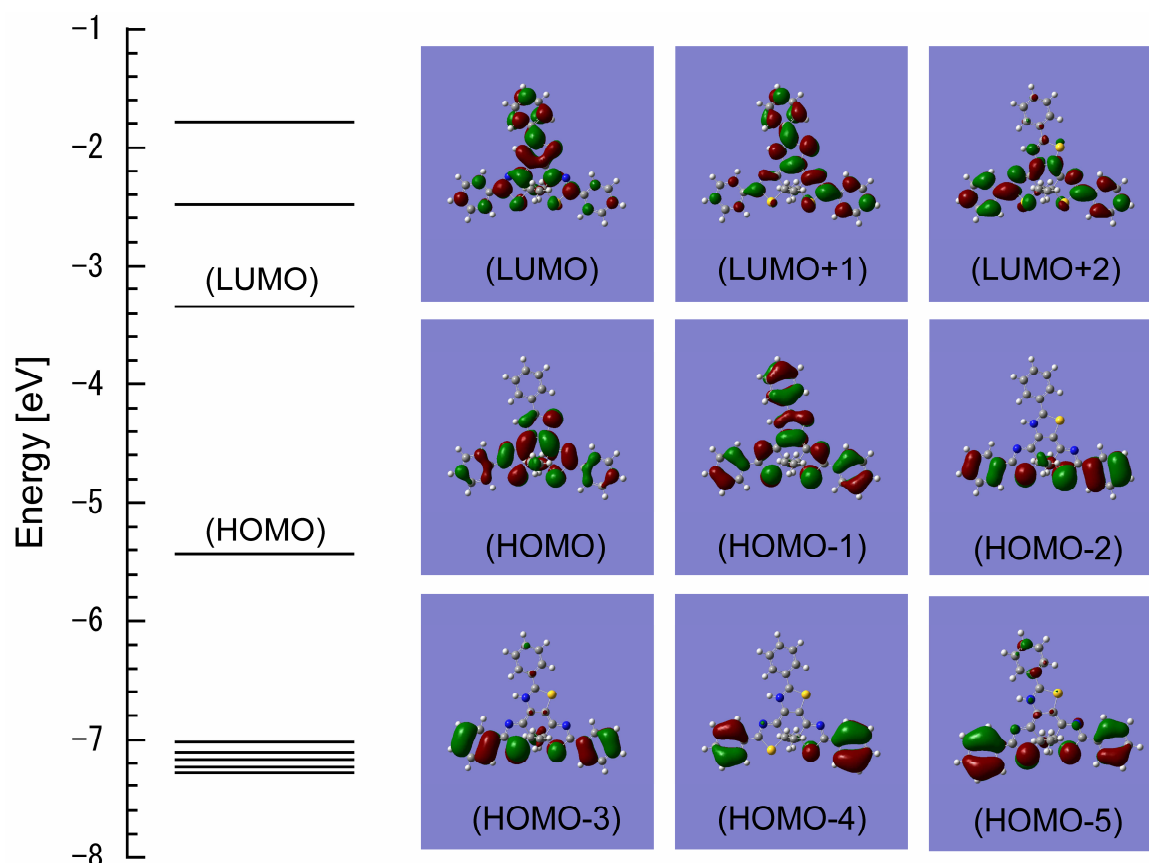 Energy [eV]
-1
-2
-3
-4
-5
-6
-7
-8
(LUMO)
(HOMO)
(LUMO)
(LUMO+1)
(LUMO+2)
(HOMO)
(HOMO-1)
(HOMO-2)
(HOMO-3)
(HOMO-4)
(HOMO-5)